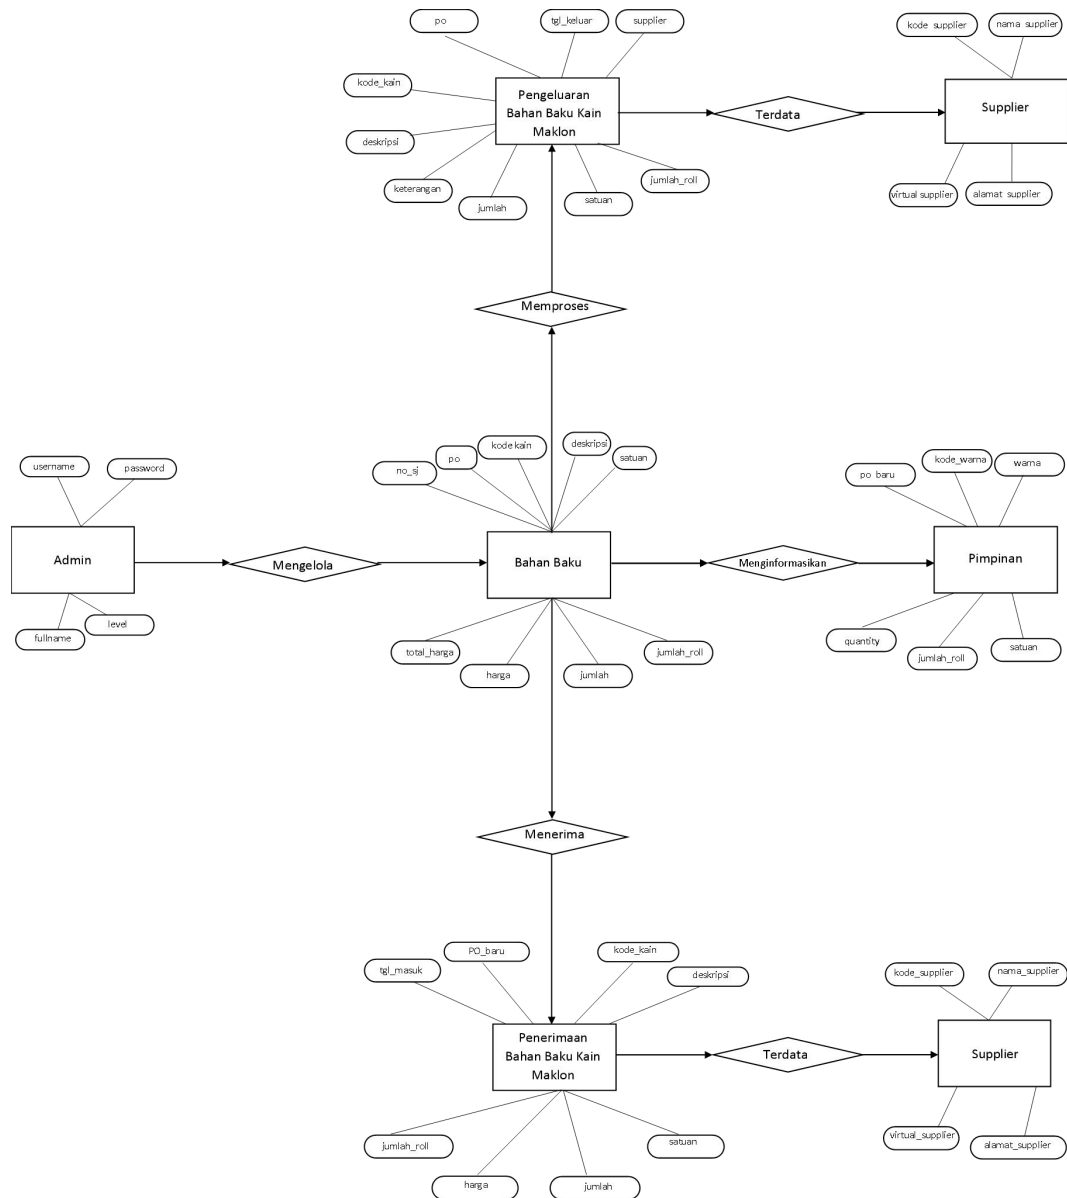 po
tgl_keluar
supplier
kode_kain
Pengeluaran
Bahan Baku Kain
Maklon
deskripsi
keterangan
jumlah
satuan
jumlah_roll
Terdata
kode supplier
nama supplier
Supplier
virtual supplier
alamat supplier
Memproses
username
password
Admin
fullname
level
Mengelola
no_sj
po
kode kain
deskripsi
satuan
Bahan Baku
total_harga
harga
jumlah
jumlah_roll
Menginformasikan
po baru
kode_warna
warna
Pimpinan
quantity
jumlah_roll
satuan
Menerima
tgl_masuk
PO_baru
kode_kain
deskripsi
Penerimaan
Bahan Baku Kain
Maklon
jumlah_roll
harga
jumlah
satuan
Terdata
kode_supplier
nama_supplier
Supplier
virtual_supplier
alamat_supplier